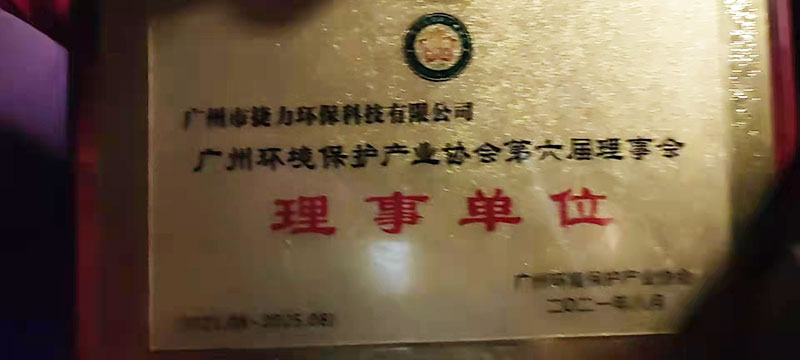 广州市捷力环保科技有限公司
广州环境保护产业协会第六届理事会
理事单位
广州环境保护产业协会
二〇二一年八月
(2021.08-2025.08)